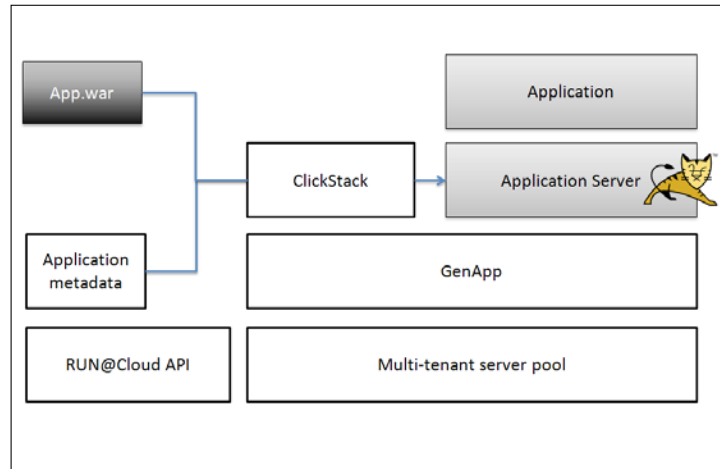 App.war
Application
ClickStack
Application Server
Application
metadata
GenApp
RUN@Cloud API
Multi-tenant server pool